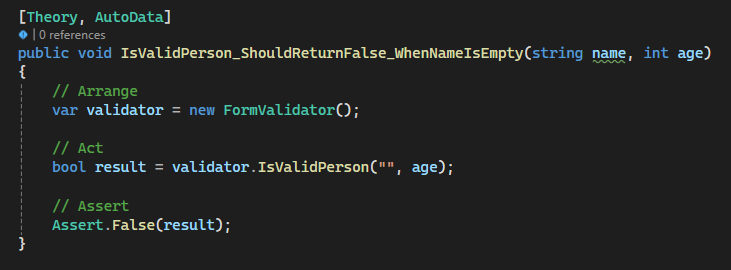 [Theory, AutoData]
| 0 references
public void IsValidPerson_ShouldReturnFalse_WhenNameIsEmpty(string name, int age)
{
// Arrange
var validator = new FormValidator();
// Act
bool result = validator.IsValidPerson("", age);
// Assert
Assert.False(result);
}